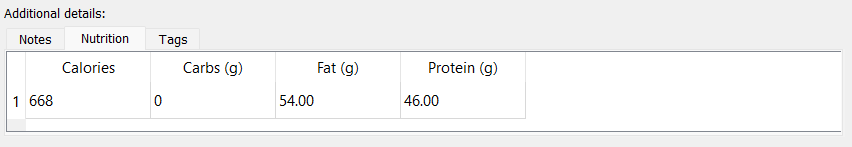 Additional details:
Notes Nutrition Tags
Calories Carbs (g) Fat (g) Protein (g)
1 668 0 54.00 46.00